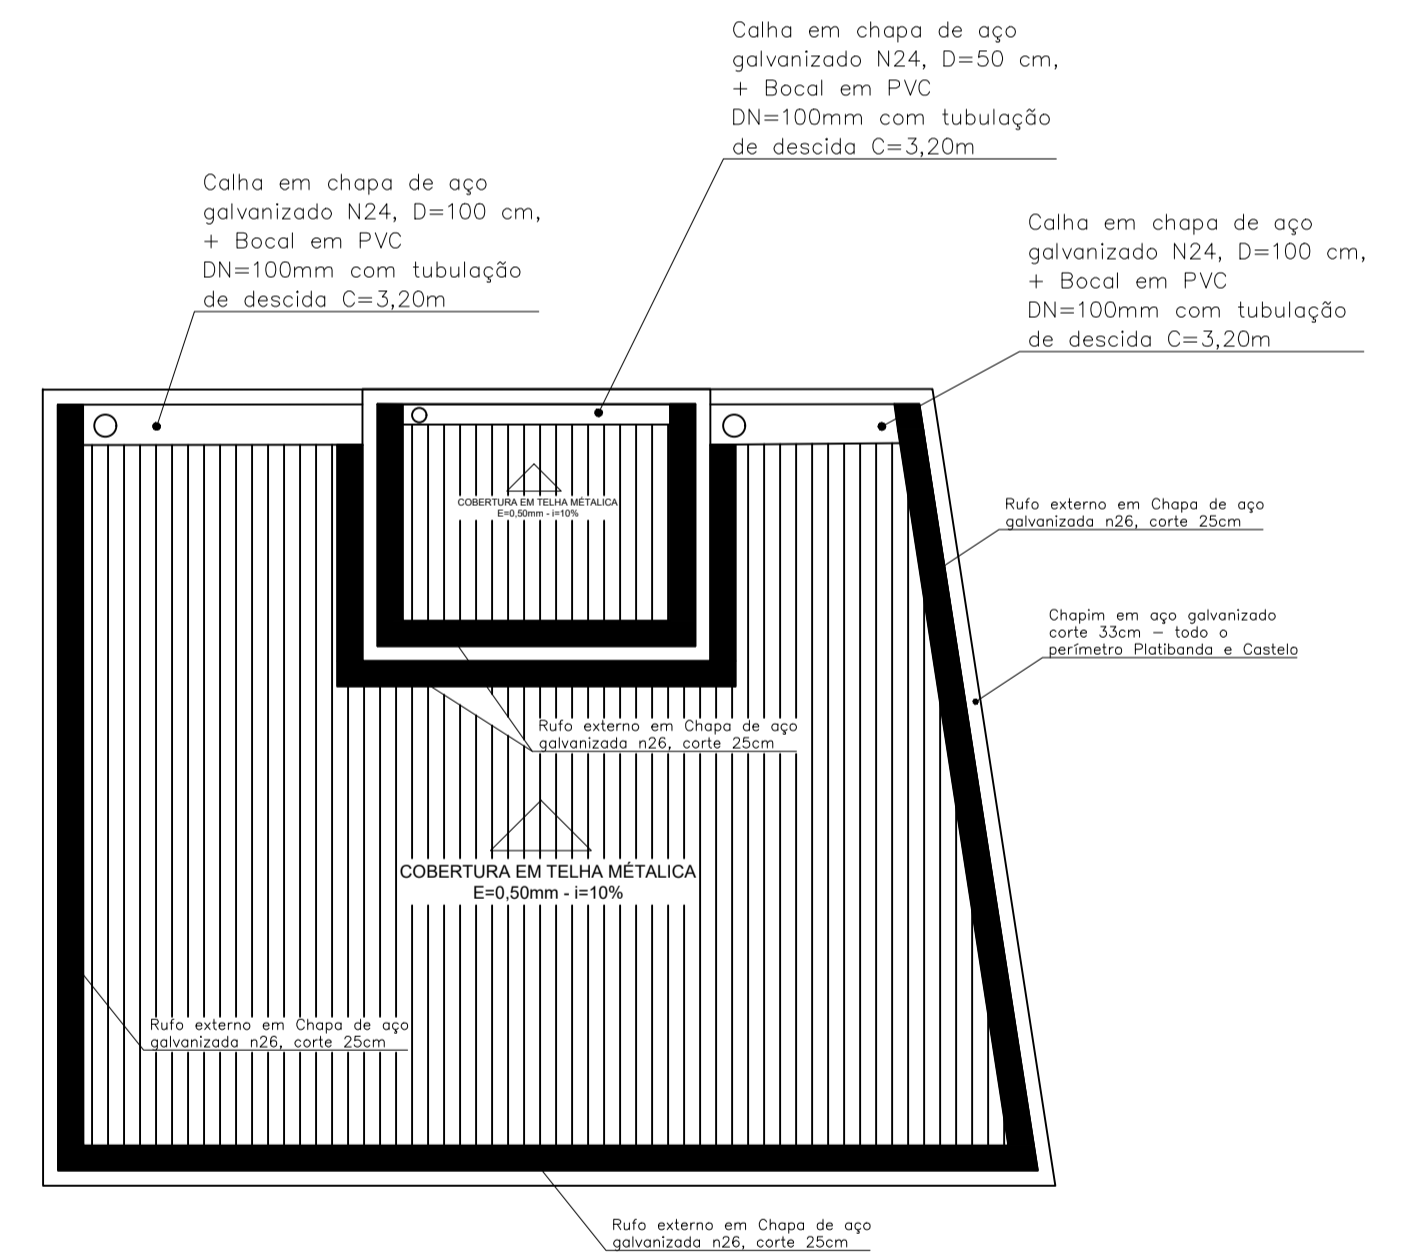 Calha em chapa de aço
galvanizado N24, D=50 cm,
+ Bocal em PVC
DN=100mm com tubulação
de descida C=3,20m
Calha em chapa de aço
galvanizado N24, D=100 cm,
+ Bocal em PVC
DN=100mm com tubulação
de descida C=3,20m
Calha em chapa de aço
galvanizado N24, D=100 cm,
+ Bocal em PVC
DN=100mm com tubulação
de descida C=3,20m
COBERTURA EM TELHA MÉTALICA
E=0,50mm - i=10%
Rufo externo em Chapa de aço
galvanizada n26, corte 25cm
Chapim em aço galvanizado
corte 33cm – todo o
perímetro Platibanda e Castelo
Rufo externo em Chapa de aço
galvanizada n26, corte 25cm
COBERTURA EM TELHA MÉTALICA
E=0,50mm - i=10%
Rufo externo em Chapa de aço
galvanizada n26, corte 25cm
Rufo externo em Chapa de aço
galvanizada n26, corte 25cm